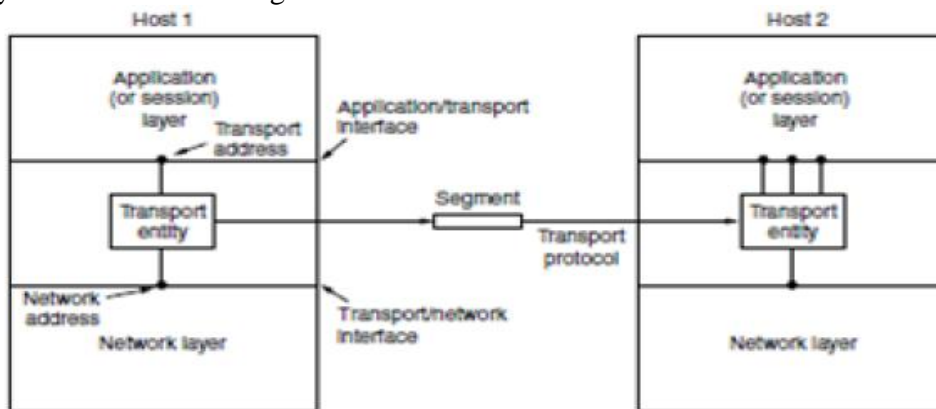 Host 1
Host 2
Application
(or session)
layer
Transport
address
Application/transport
Interface
Application
(or session)
layer
Transport
entity
Segment
Transport
protocol
Transport
entity
Network
address
Transport/network
Interface
Network layer
Network layer